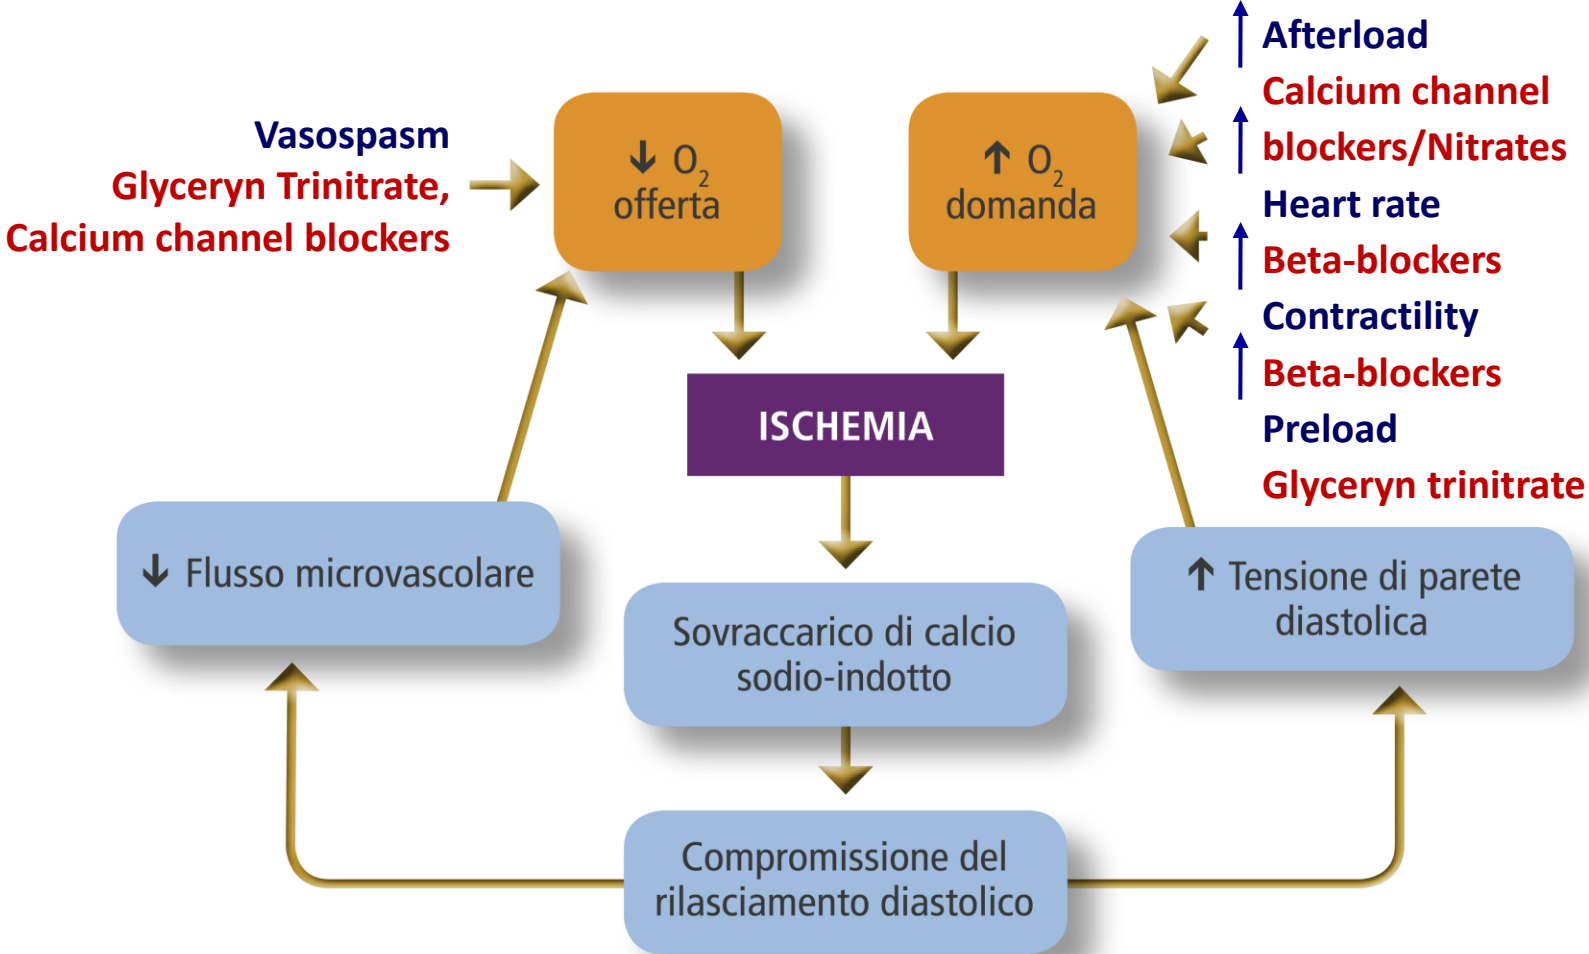 Vasospasm
Glyceryn Trinitrate,
Calcium channel blockers
↓ O₂
offerta
↑ O₂
domanda
↑ Afterload
Calcium channel
↑ blockers/Nitrates
Heart rate
↑ Beta-blockers
Contractility
↑ Beta-blockers
Preload
Glyceryn trinitrate
ISCHEMIA
↓ Flusso microvascolare
↑ Tensione di parete
diastolica
Sovraccarico di calcio
sodio-indotto
Compromissione del
rilasciamento diastolico